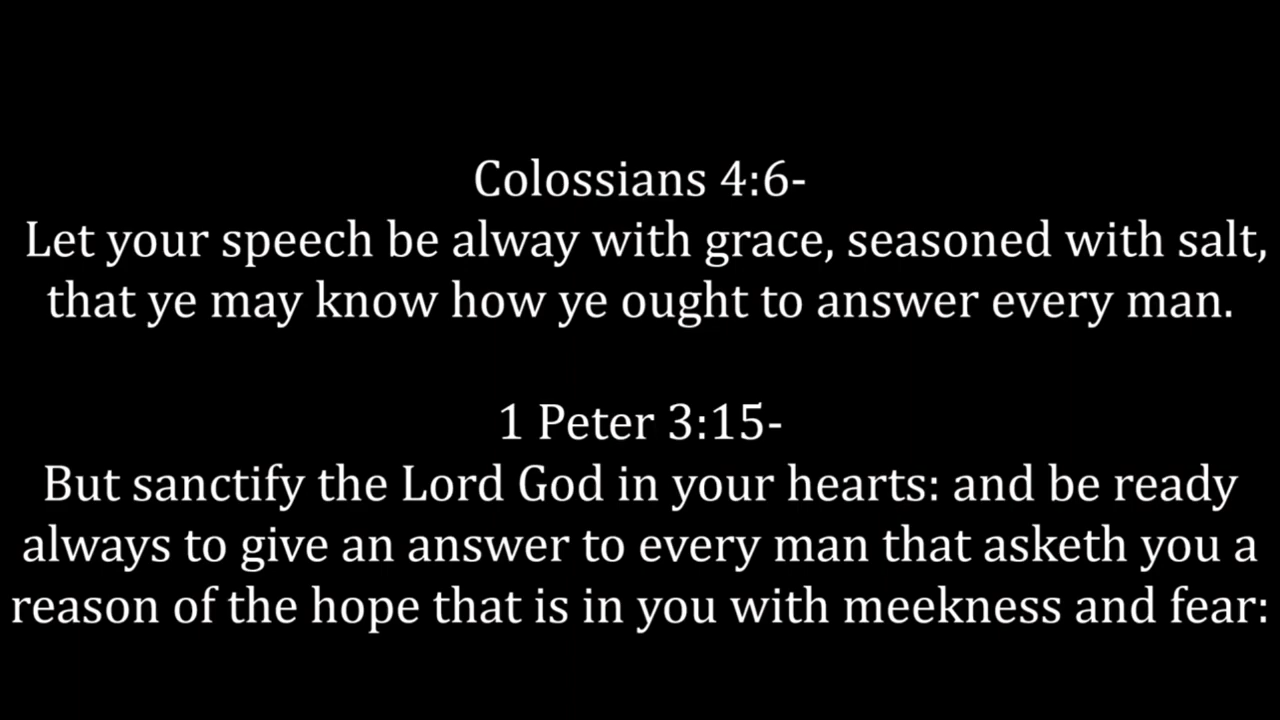 Colossians 4:6-
Let your speech be alway with grace, seasoned with salt,
that ye may know how ye ought to answer every man.
1 Peter 3:15-
But sanctify the Lord God in your hearts: and be ready
always to give an answer to every man that asketh you a
reason of the hope that is in you with meekness and fear: